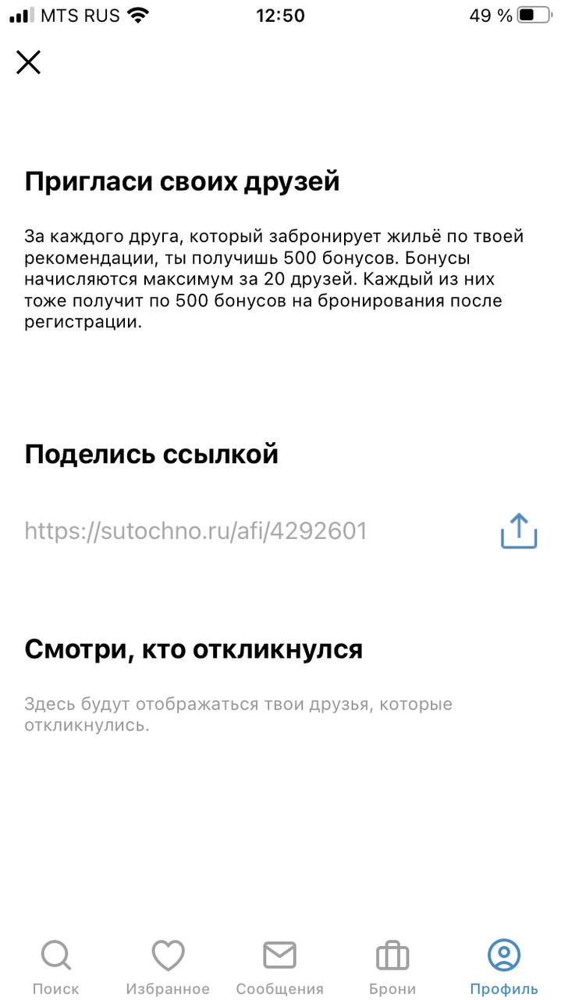 MTS RUS 12:50 49 %
Пригласи своих друзей
За каждого друга, который забронирует жильё по твоей
рекомендации, ты получишь 500 бонусов. Бонусы
начисляются максимум за 20 друзей. Каждый из них
тоже получит по 500 бонусов на бронирования после
регистрации.
Поделись ссылкой
https://sutochno.ru/afi/4292601
Смотри, кто откликнулся
Здесь будут отображаться твои друзья, которые
откликнулись.
Поиск Избранное Сообщения Брони Профиль